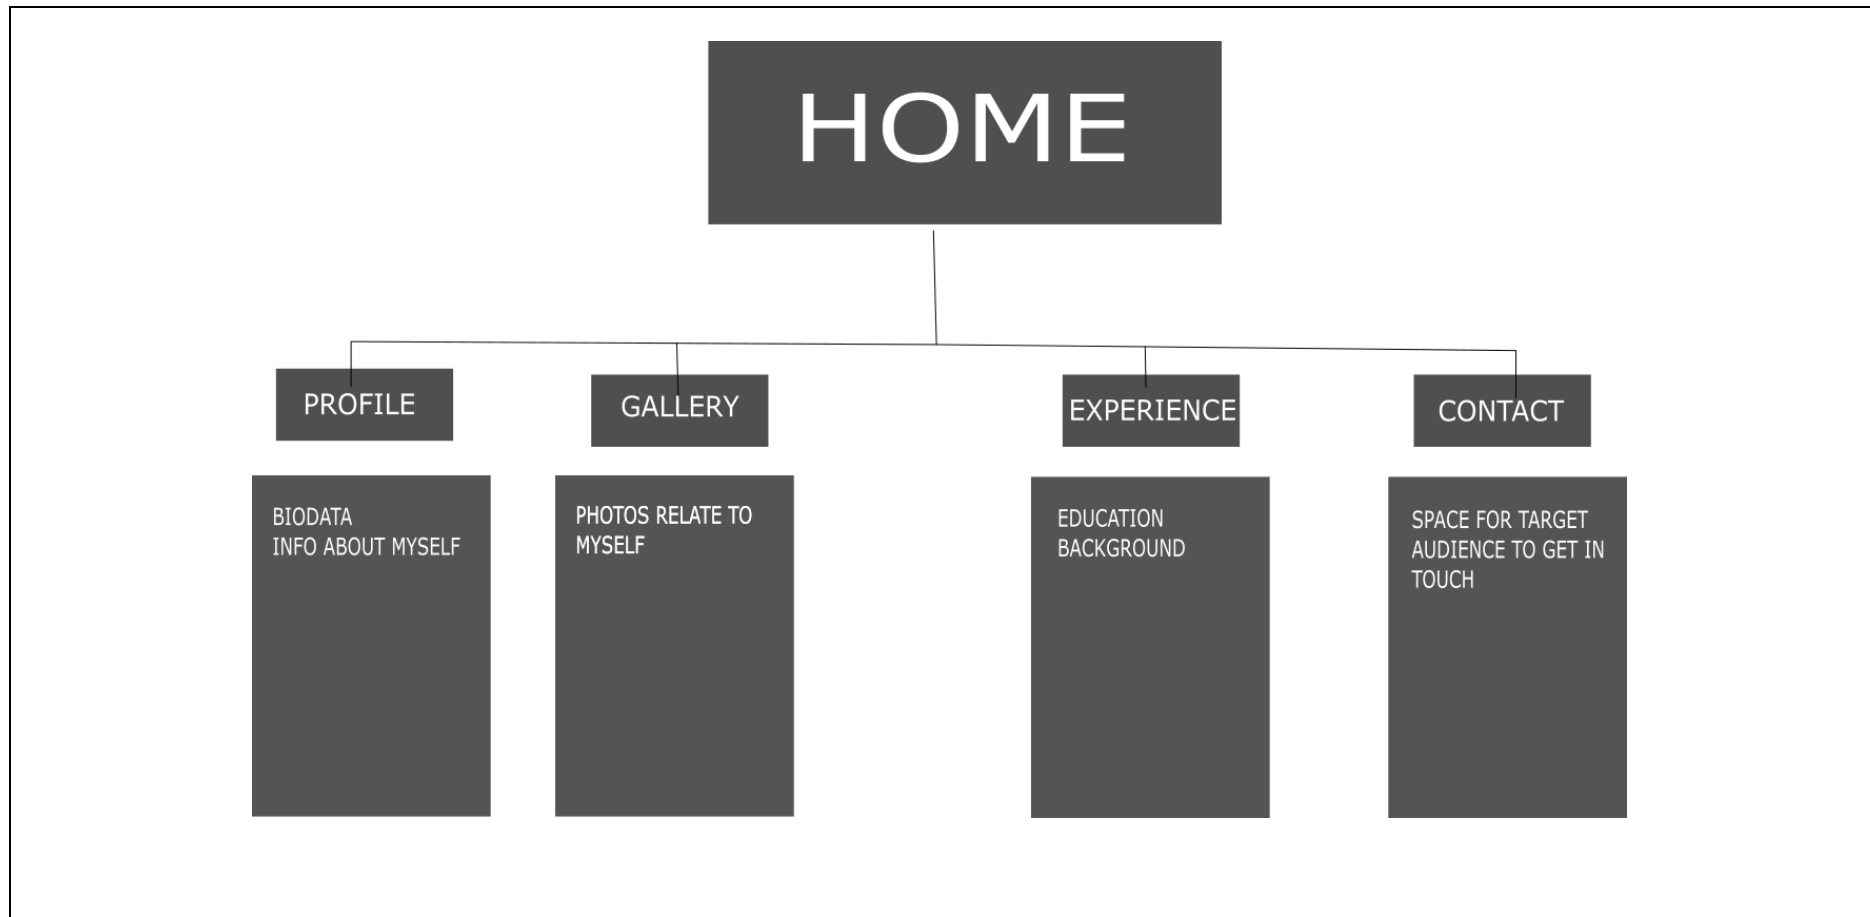 HOME
PROFILE
GALLERY
EXPERIENCE
CONTACT
BIODATA
INFO ABOUT MYSELF
PHOTOS RELATE TO
MYSELF
EDUCATION
BACKGROUND
SPACE FOR TARGET
AUDIENCE TO GET IN
TOUCH